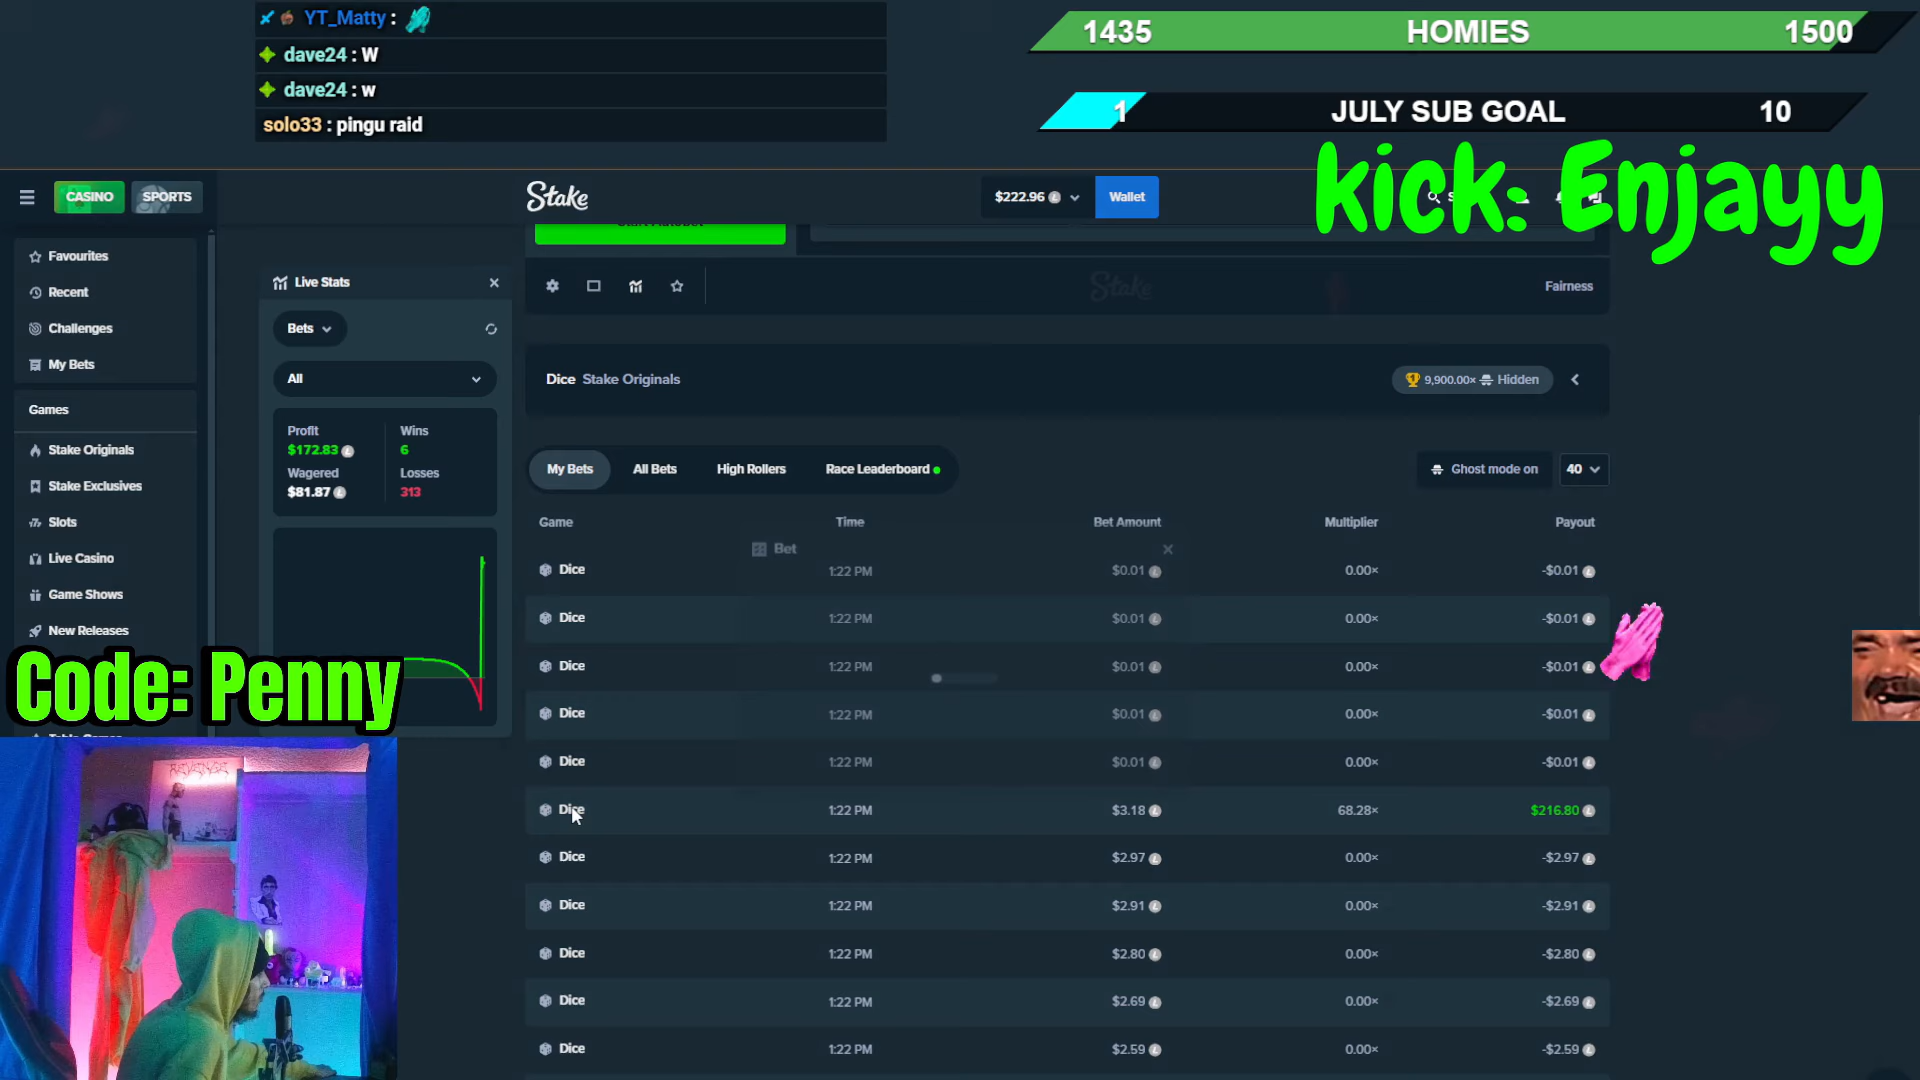 YT_Matty :
dave24 : W
dave24 : w
solo33 : pingu raid
1435 HOMIES 1500
1 JULY SUB GOAL 10
kick: Enjayy
CASINO SPORTS
Stake
$222.96
Wallet
Favourites
Recent
Challenges
My Bets
Games
Stake Originals
Stake Exclusives
Slots
Live Casino
Game Shows
New Releases
Code: Penny
Live Stats
Bets
All
Profit Wins
$172.83 6
Wagered Losses
$81.87 313
Start Autobet
Stake
Fairness
Dice Stake Originals
9,900.00× Hidden
My Bets All Bets High Rollers Race Leaderboard
Ghost mode on 40
Game Time Bet Amount Multiplier Payout
Bet
Dice 1:22 PM $0.01 0.00× -$0.01
Dice 1:22 PM $0.01 0.00× -$0.01
Dice 1:22 PM $0.01 0.00× -$0.01
Dice 1:22 PM $0.01 0.00× -$0.01
Dice 1:22 PM $0.01 0.00× -$0.01
Dice 1:22 PM $3.18 68.28× $216.80
Dice 1:22 PM $2.97 0.00× -$2.97
Dice 1:22 PM $2.91 0.00× -$2.91
Dice 1:22 PM $2.80 0.00× -$2.80
Dice 1:22 PM $2.69 0.00× -$2.69
Dice 1:22 PM $2.59 0.00× -$2.59